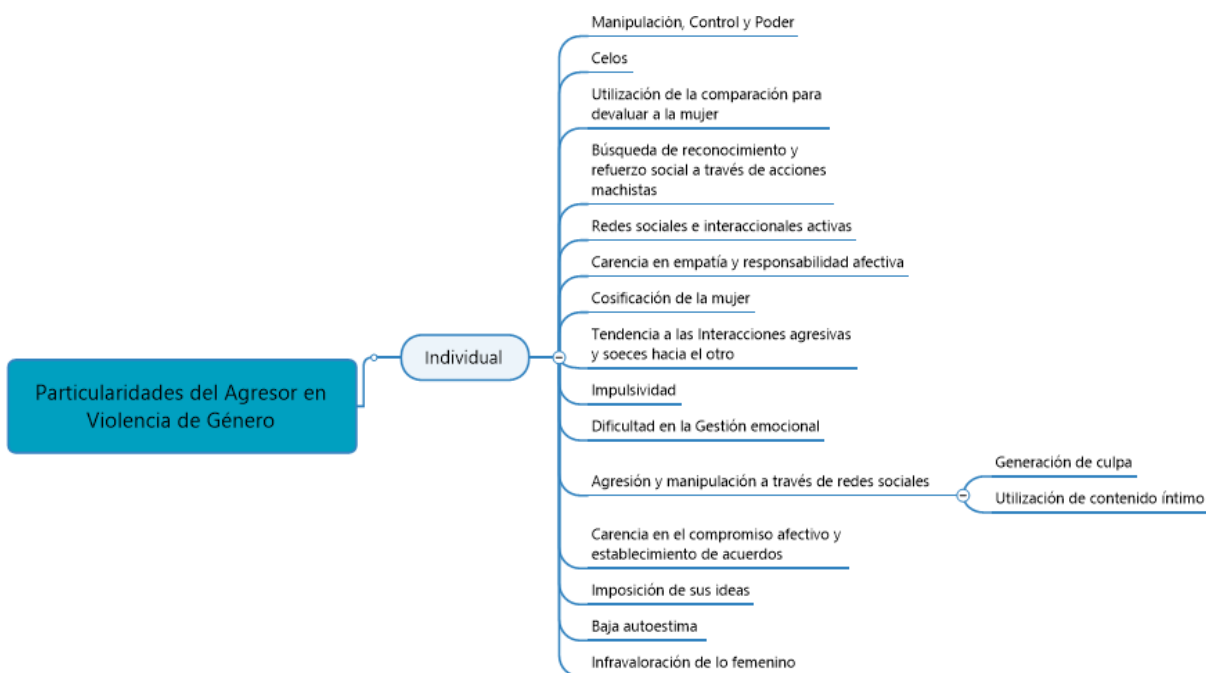 Particularidades del Agresor en
Violencia de Género
Individual
Manipulación, Control y Poder
Celos
Utilización de la comparación para
devaluar a la mujer
Búsqueda de reconocimiento y
refuerzo social a través de acciones
machistas
Redes sociales e interaccionales activas
Carencia en empatía y responsabilidad afectiva
Cosificación de la mujer
Tendencia a las Interacciones agresivas
y soeces hacia el otro
Impulsividad
Dificultad en la Gestión emocional
Agresión y manipulación a través de redes sociales
Generación de culpa
Utilización de contenido íntimo
Carencia en el compromiso afectivo y
establecimiento de acuerdos
Imposición de sus ideas
Baja autoestima
Infravaloración de lo femenino